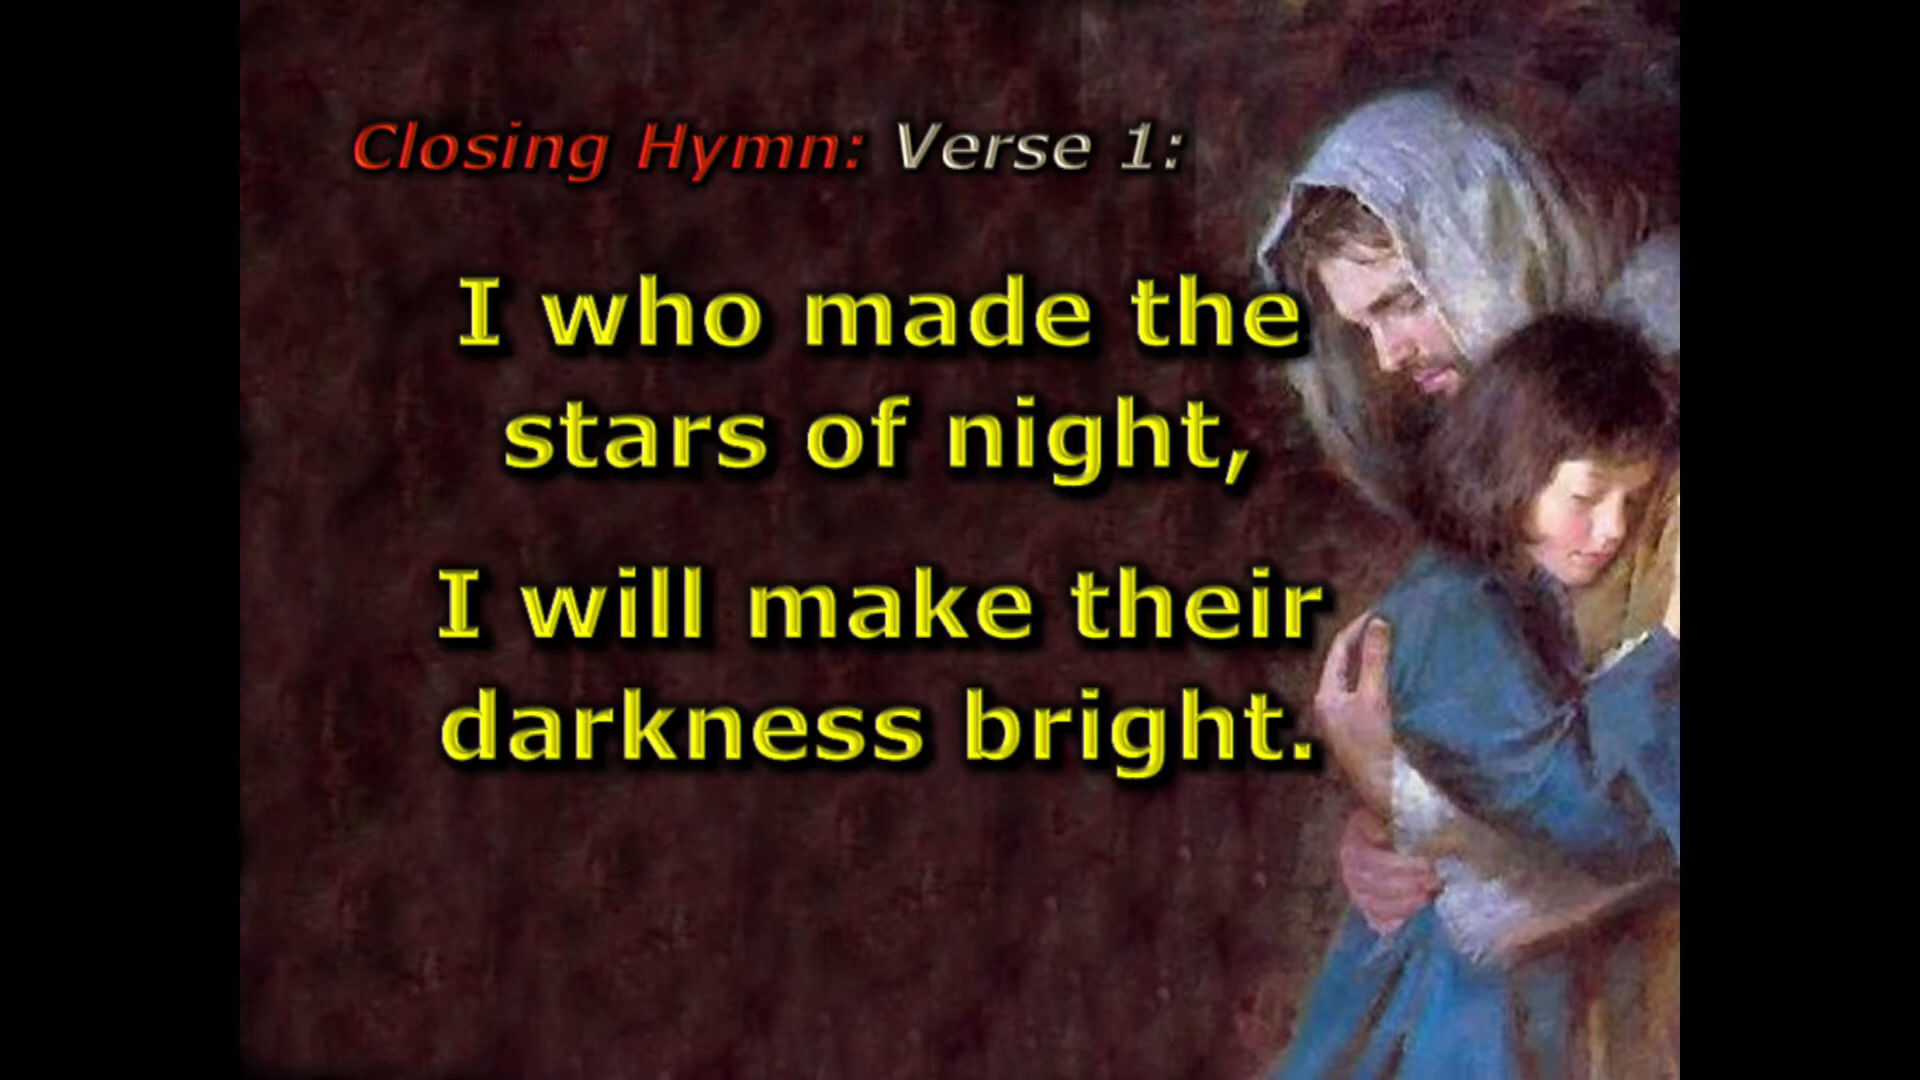 Closing Hymn: Verse 1:
I who made the
stars of night,
I will make their
darkness bright.